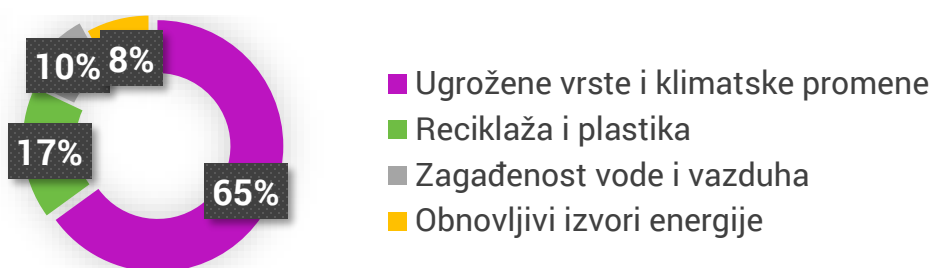 10% 8%
17%
65%
Ugrožene vrste i klimatske promene
Reciklaža i plastika
Zagađenost vode i vazduha
Obnovljivi izvori energije